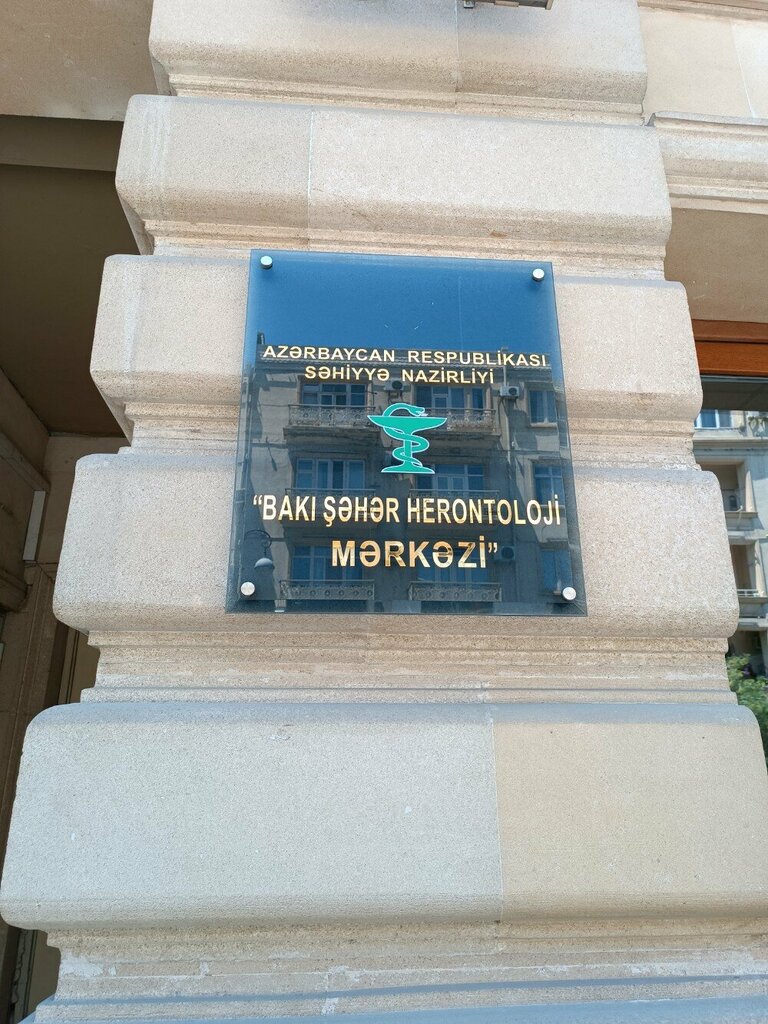 AZƏRBAYCAN RESPUBLİKASI
SƏHİYYƏ NAZİRLİYİ
“BAKI ŞƏHƏR HERONTOLOJİ
MƏRKƏZİ”